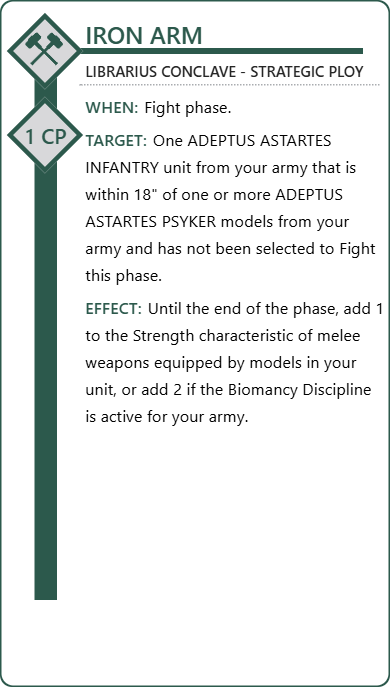 IRON ARM
LIBRARIUS CONCLAVE - STRATEGIC PLOY
1 CP
WHEN: Fight phase.
TARGET: One ADEPTUS ASTARTES
INFANTRY unit from your army that is
within 18" of one or more ADEPTUS
ASTARTES PSYKER models from your
army and has not been selected to Fight
this phase.
EFFECT: Until the end of the phase, add 1
to the Strength characteristic of melee
weapons equipped by models in your
unit, or add 2 if the Biomancy Discipline
is active for your army.